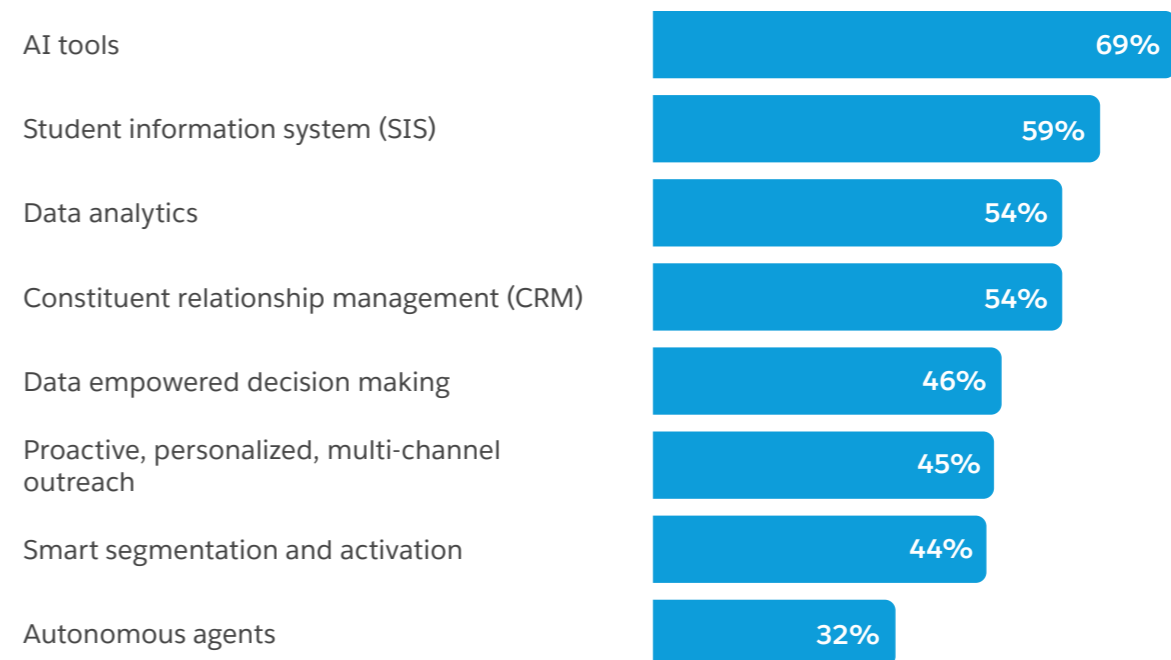 AI tools
69%
Student information system (SIS)
59%
Data analytics
54%
Constituent relationship management (CRM)
54%
Data empowered decision making
46%
Proactive, personalized, multi-channel
outreach
45%
Smart segmentation and activation
44%
Autonomous agents
32%